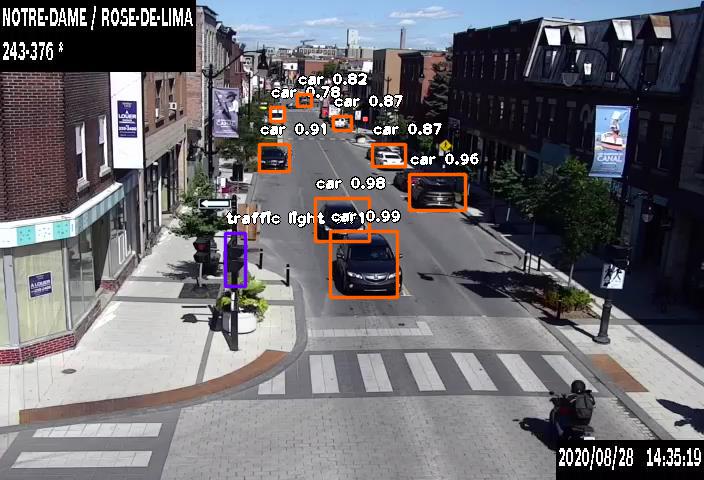 NOTRE-DAME / ROSE-DE-LIMA
243-376 *
car 0.82
car 0.78
car 0.87
car 0.91
car 0.87
car 0.96
car 0.98
traffic light
car 0.99
À LOUER
CANAL
À LOUER
2020/08/28 14:35:19